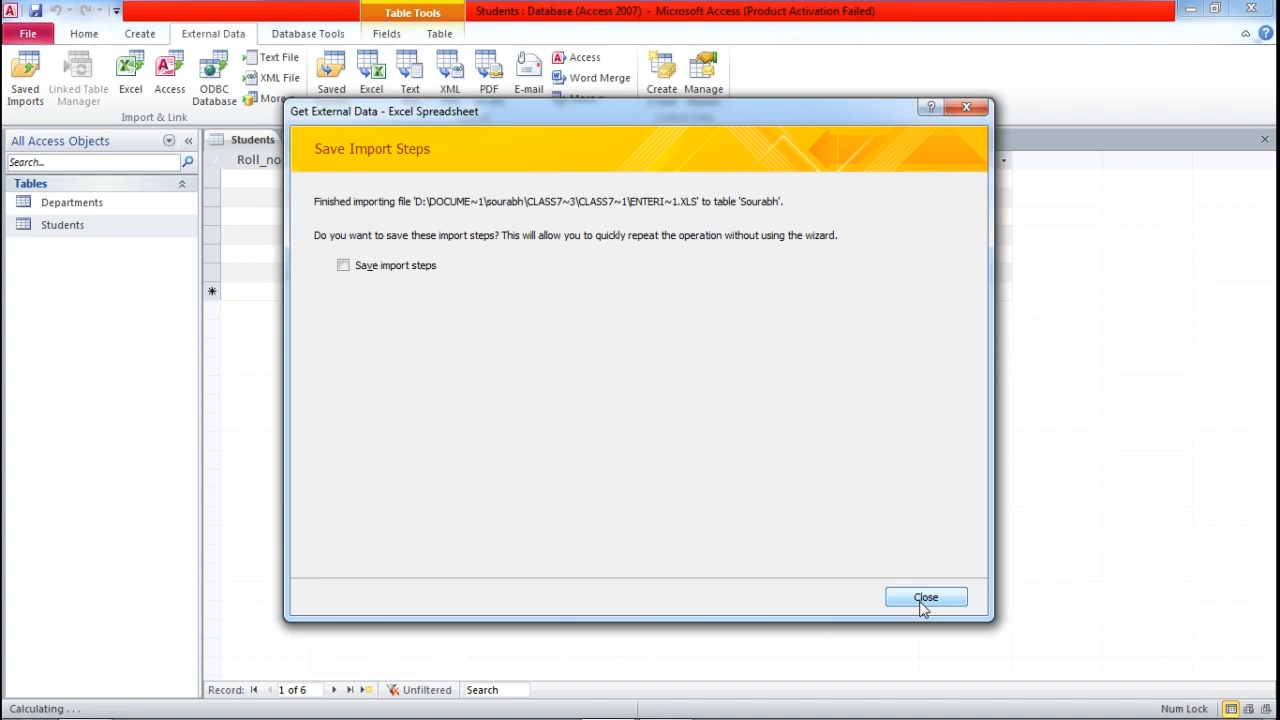 Table Tools
Students : Database (Access 2007) - Microsoft Access (Product Activation Failed)
File Home Create External Data Database Tools Fields Table
Saved Imports
Linked Table Manager
Excel
Access
ODBC Database
Text File
XML File
More
Import & Link
Saved
Excel
Text
XML
PDF
E-mail
Access
Word Merge
Create
Manage
Get External Data - Excel Spreadsheet
All Access Objects
Search...
Tables
Departments
Students
Students
Roll_no
Save Import Steps
Finished importing file 'D:\DOCUME~1\sourabh\CLASS7~3\CLASS7~1\ENTERI~1.XLS' to table 'Sourabh'.
Do you want to save these import steps? This will allow you to quickly repeat the operation without using the wizard.
Save import steps
Close
Record: 1 of 6 Unfiltered Search
Calculating . . .
Num Lock